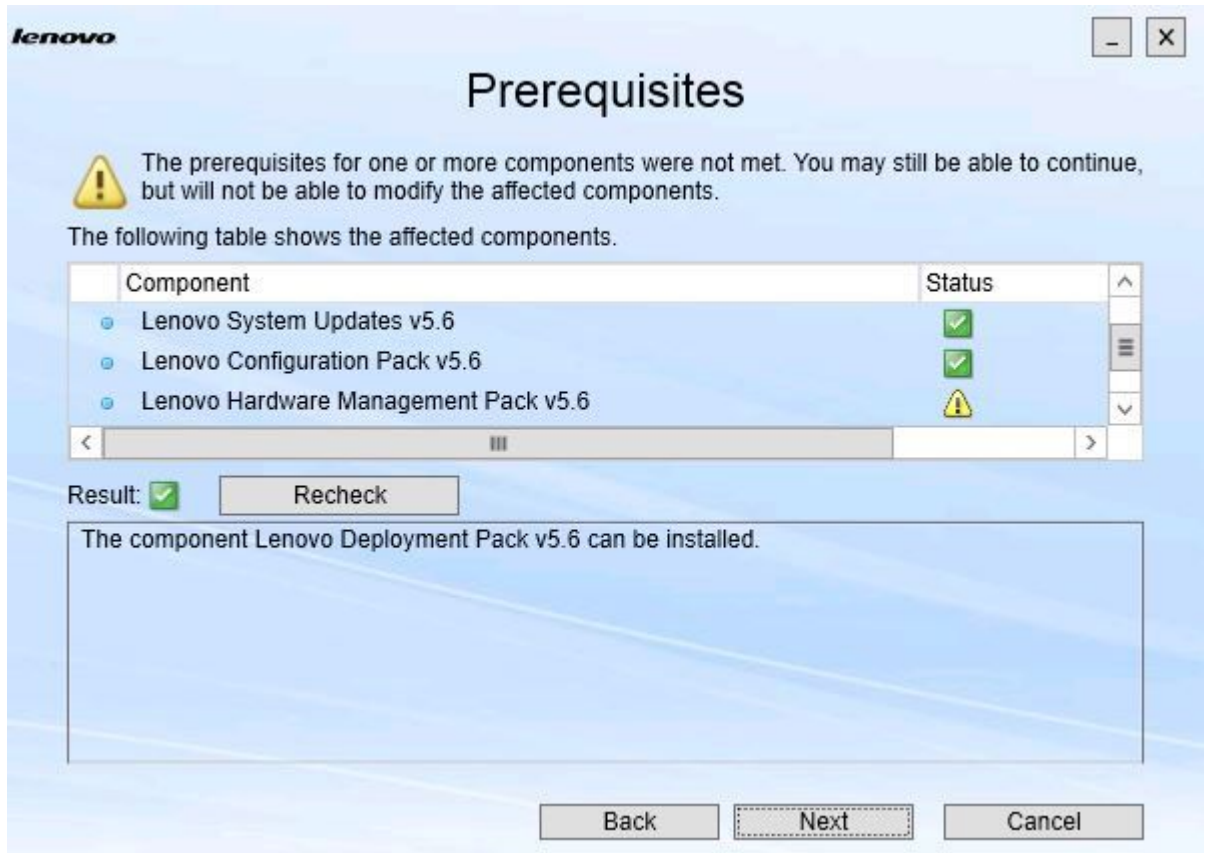 lenovo
Prerequisites
The prerequisites for one or more components were not met. You may still be able to continue,
but will not be able to modify the affected components.
The following table shows the affected components.
Component Status
Lenovo System Updates v5.6
Lenovo Configuration Pack v5.6
Lenovo Hardware Management Pack v5.6
Result: Recheck
The component Lenovo Deployment Pack v5.6 can be installed.
Back Next Cancel